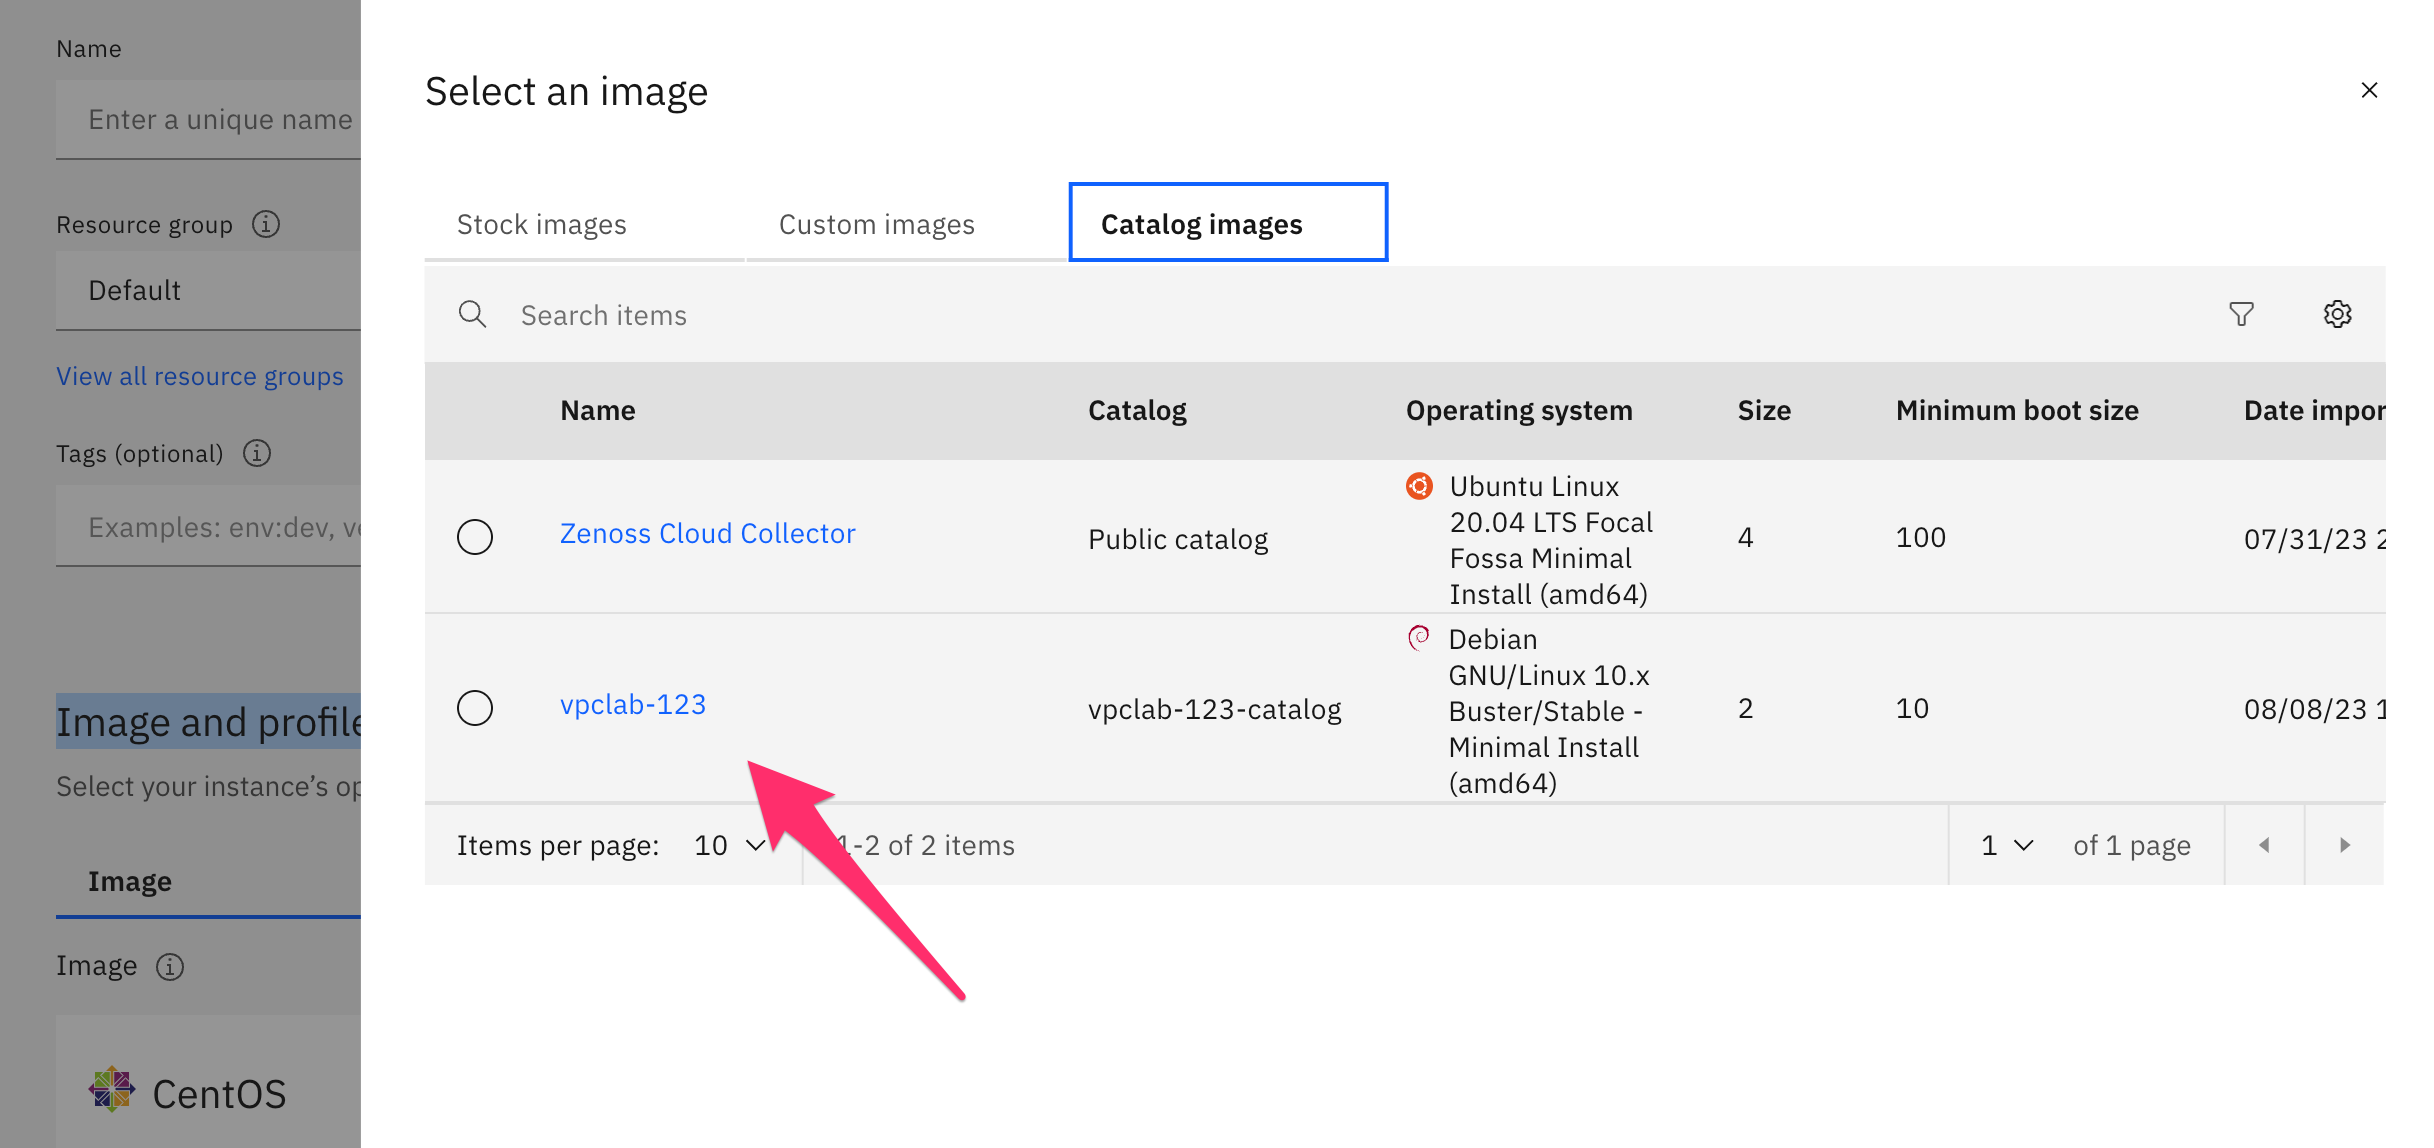 Name
Enter a unique name
Resource group
Default
View all resource groups
Tags (optional)
Examples: env:dev,
Image and profile
Select your instance's
Image
Image
CentOS
Select an image
Stock images
Custom images
Catalog images
Search items
Name
Catalog
Operating system
Size
Minimum boot size
Date impor
Zenoss Cloud Collector
Public catalog
Ubuntu Linux
20.04 LTS Focal
Fossa Minimal
Install (amd64)
4
100
07/31/23 2
vpclab-123
vpclab-123-catalog
Debian
GNU/Linux 10.x
Buster/Stable -
Minimal Install
(amd64)
2
10
08/08/23 1
Items per page: 10
1-2 of 2 items
1
of 1 page